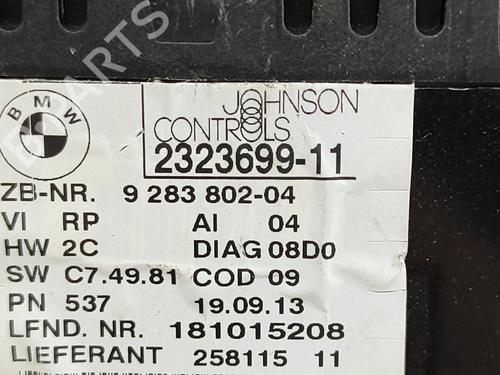 PARTS
BMW
JOHNSON
CONTROLS
2323699-11
ZB-NR. 9 283 802-04
VI RP AI 04
HW 2C DIAG 08D0
SW C7.49.81 COD 09
PN 537 19.09.13
LFND. NR. 181015208
LIEFERANT 258115 11